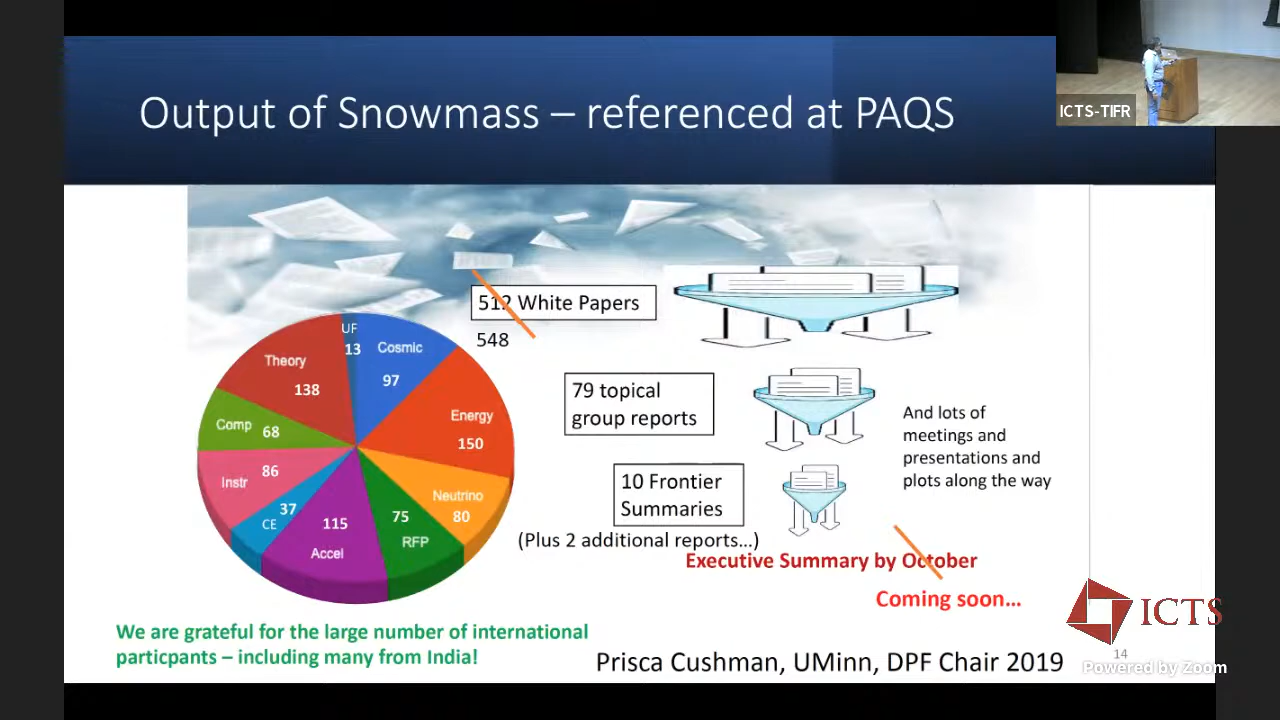 Output of Snowmass – referenced at PAQS
ICTS-TIFR
512 White Papers
548
UF
13
Cosmic
97
Theory
138
Energy
150
Comp 68
Neutrino
80
Instr
86
CE
37
Accel
115
75
RFP
79 topical
group reports
And lots of
meetings and
presentations and
plots along the way
10 Frontier
Summaries
(Plus 2 additional reports...)
Executive Summary by October
Coming soon...
We are grateful for the large number of international
particpants – including many from India!
Prisca Cushman, UMinn, DPF Chair 2019
ICTS
14
Powered by Zoom